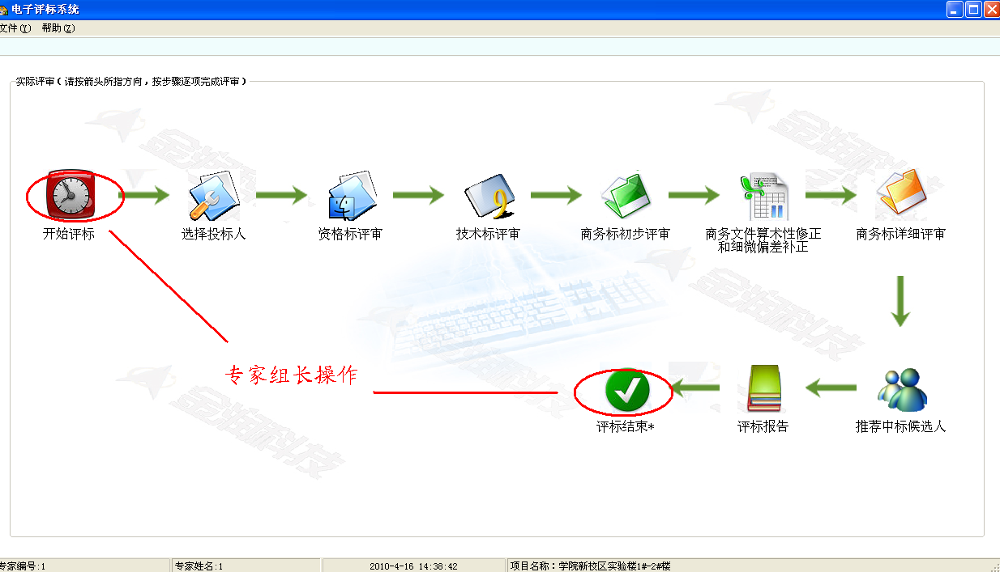 电子评标系统
文件(Y) 帮助(Z)
实际评审(请按箭头所指方向,按步骤逐项完成评审)
开始评标
选择投标人
资格标评审
技术标评审
商务标初步评审
商务文件算术性修正
和细微偏差补正
商务标详细评审
专家组长操作
评标结束*
评标报告
推荐中标候选人
专家编号:1
专家姓名:1
2010-4-16 14:38:42
项目名称:学院新校区实验楼1#-2#楼